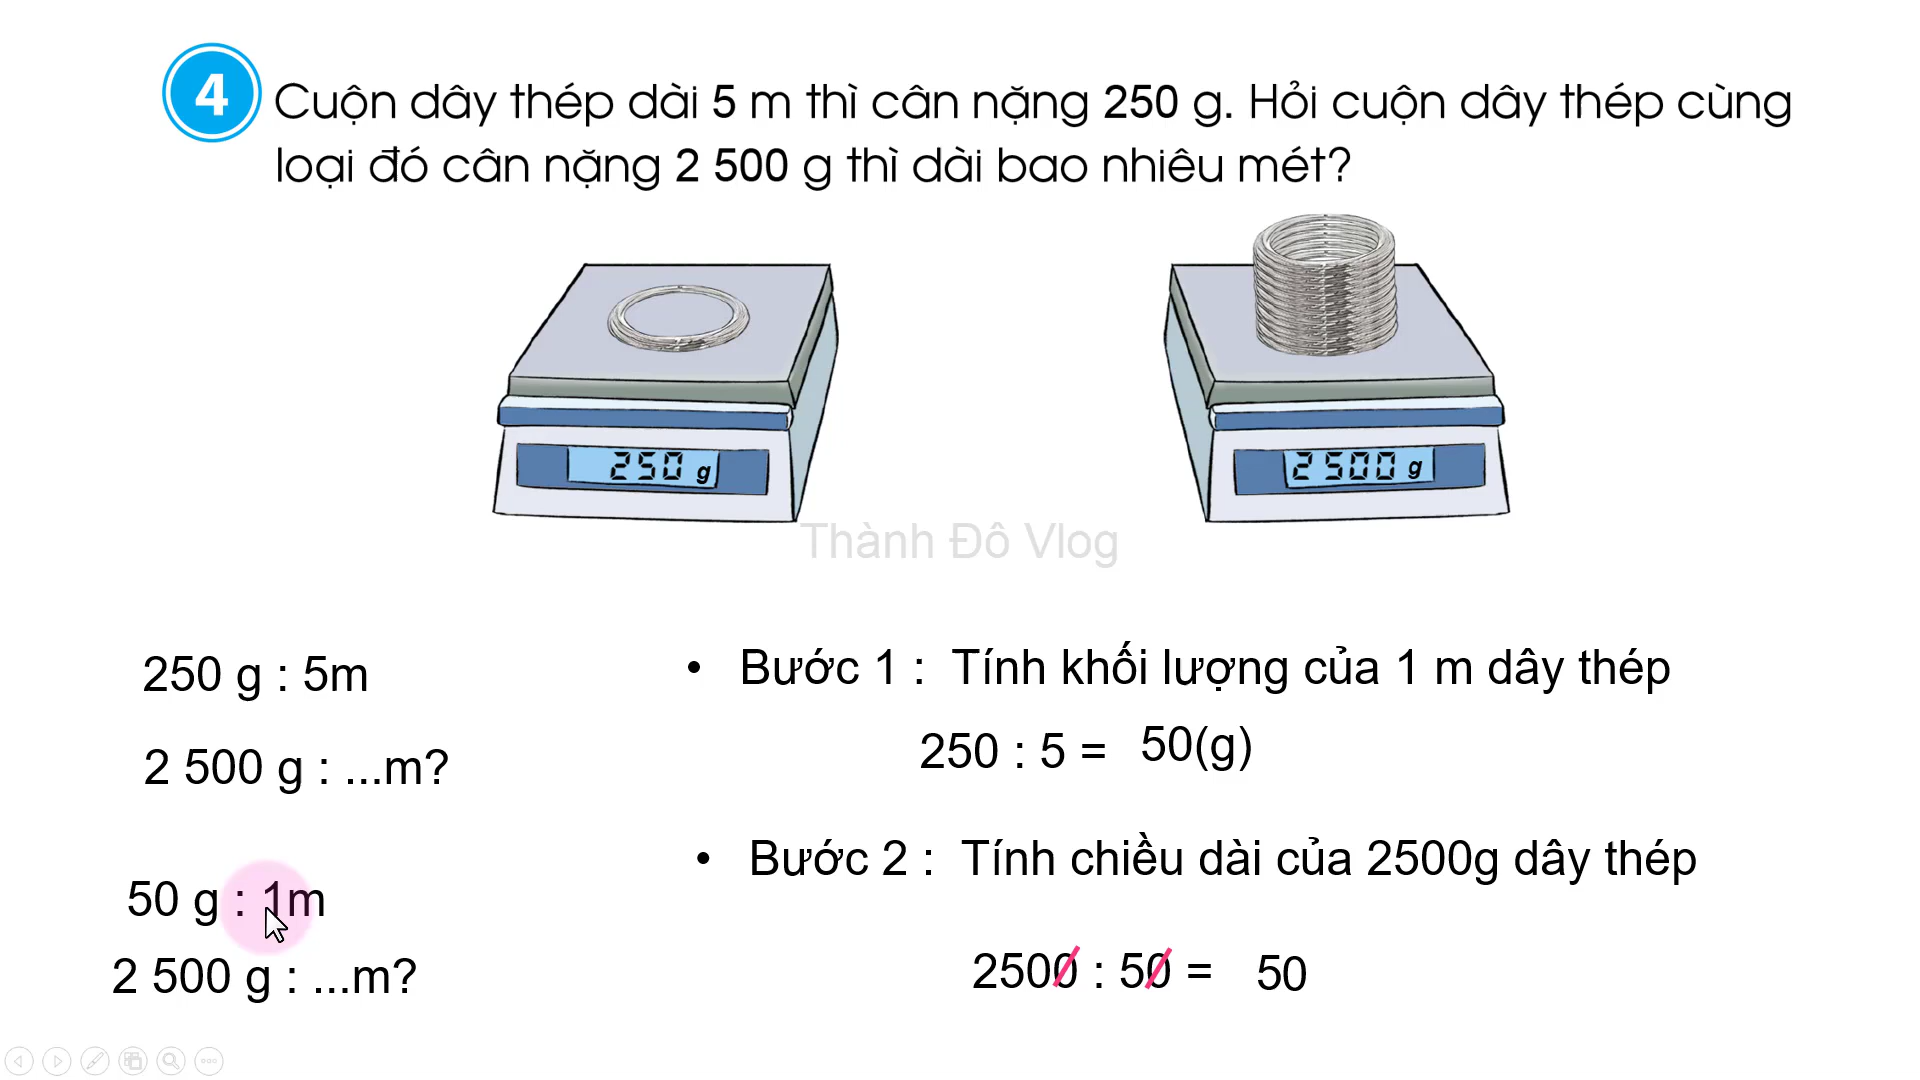 4
Cuộn dây thép dài 5 m thì cân nặng 250 g. Hỏi cuộn dây thép cùng
loại đó cân nặng 2 500 g thì dài bao nhiêu mét?
250 g
2 500 g
Thành Đô Vlog
250 g : 5m
2 500 g : ...m?
50 g : 1m
2 500 g : ...m?
• Bước 1 : Tính khối lượng của 1 m dây thép
250 : 5 = 50(g)
• Bước 2 : Tính chiều dài của 2500g dây thép
2500 : 50 = 50